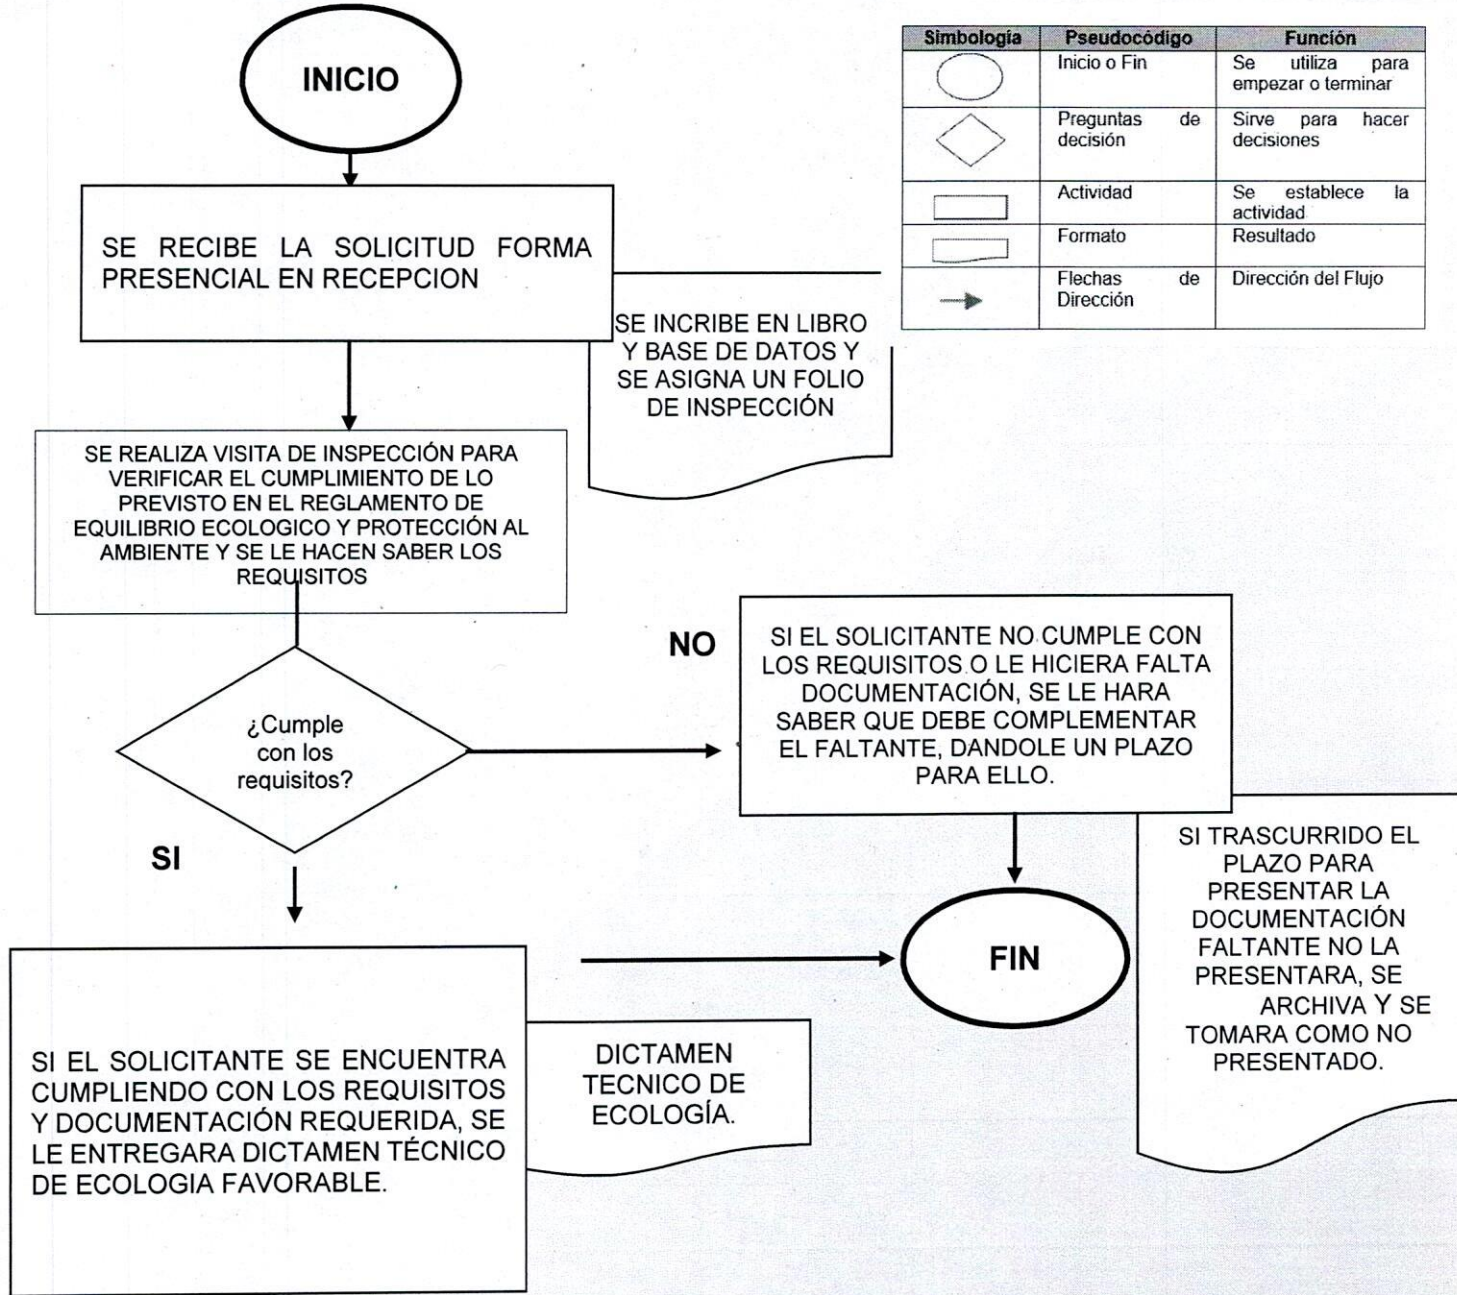 INICIO
Simbología Pseudocódigo Función
Inicio o Fin
Se utiliza para
empezar o terminar
Preguntas de
decisión
Sirve para hacer
decisiones
Actividad
Se establece la
actividad
Formato
Resultado
Flechas de
Dirección
Dirección del Flujo
SE RECIBE LA SOLICITUD FORMA
PRESENCIAL EN RECEPCION
SE INCRIBE EN LIBRO
Y BASE DE DATOS Y
SE ASIGNA UN FOLIO
DE INSPECCIÓN
SE REALIZA VISITA DE INSPECCIÓN PARA
VERIFICAR EL CUMPLIMIENTO DE LO
PREVISTO EN EL REGLAMENTO DE
EQUILIBRIO ECOLOGICO Y PROTECCIÓN AL
AMBIENTE Y SE LE HACEN SABER LOS
REQUISITOS
¿Cumple
con los
requisitos?
NO
SI EL SOLICITANTE NO CUMPLE CON
LOS REQUISITOS O LE HICIERA FALTA
DOCUMENTACIÓN, SE LE HARA
SABER QUE DEBE COMPLEMENTAR
EL FALTANTE, DANDOLE UN PLAZO
PARA ELLO.
SI TRASCURRIDO EL
PLAZO PARA
PRESENTAR LA
DOCUMENTACIÓN
FALTANTE NO LA
PRESENTARA, SE
ARCHIVA Y SE
TOMARA COMO NO
PRESENTADO.
SI
FIN
SI EL SOLICITANTE SE ENCUENTRA
CUMPLIENDO CON LOS REQUISITOS
Y DOCUMENTACIÓN REQUERIDA, SE
LE ENTREGARA DICTAMEN TÉCNICO
DE ECOLOGIA FAVORABLE.
DICTAMEN
TECNICO DE
ECOLOGÍA.